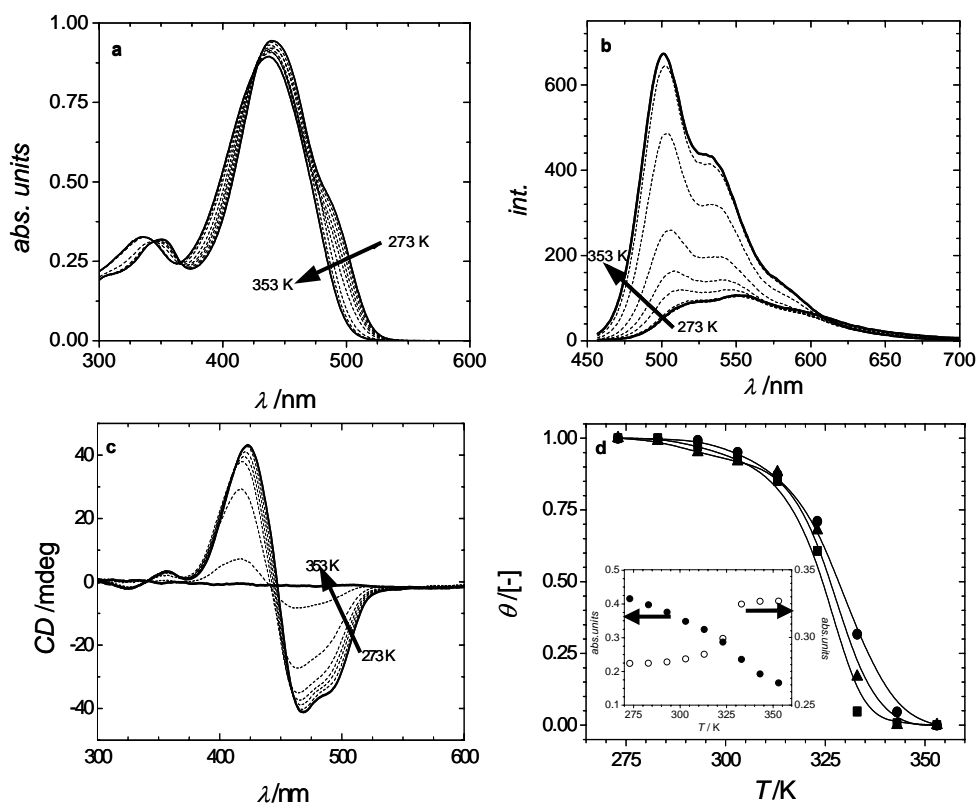 a
1.00
0.75
0.50
0.25
0.00
abs. units
273 K
353 K
300
400
500
600
λ /nm
b
600
400
200
0
int.
353 K
273 K
450
500
550
600
650
700
λ /nm
c
40
20
0
-20
-40
CD /mdeg
353 K
273 K
300
400
500
600
λ/nm
d
1.00
0.75
0.50
0.25
0.00
θ /[-]
0.5
0.4
0.3
0.2
0.1
abs.units
0.35
0.30
0.25
abs.units
275
300
325
350
T / K
275
300
325
350
T/K